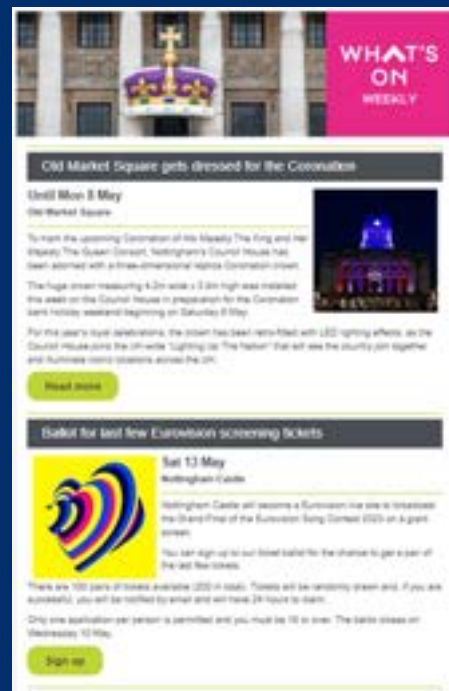 WHAT'S
ON
WEEKLY
Old Market Square gets dressed for the Coronation
Until Mon 8 May
Old Market Square
To mark the upcoming Coronation of His Majesty The King and Her
Majesty The Queen Consort, Nottingham's Council House has
been adorned with a three-dimensional replica Coronation crown.
The huge crown measuring 4.2m wide x 3.6m high was installed
this week on the Council House in preparation for the Coronation
bank holiday weekend beginning on Saturday 6 May.
For this year's royal celebrations, the crown has been retro-fitted with LED lighting effects, as the
Council House joins the UK-wide "Lighting Up The Nation" that will see the country join together
and illuminate iconic locations across the UK.
Read more
Ballot for last few Eurovision screening tickets
Sat 13 May
Nottingham Castle
Nottingham Castle will become a Eurovision live site to broadcast
the Grand Final of the Eurovision Song Contest 2023 on a giant
screen.
You can sign up to our ticket ballot for the chance to get a pair of
the last few tickets.
There are 100 pairs of tickets available (200 in total). Tickets will be randomly drawn and, if you are
successful, you will be notified by email and will have 24 hours to claim.
Only one application per person is permitted and you must be or over. The ballot closes on
Wednesday 10 May.
Sign up